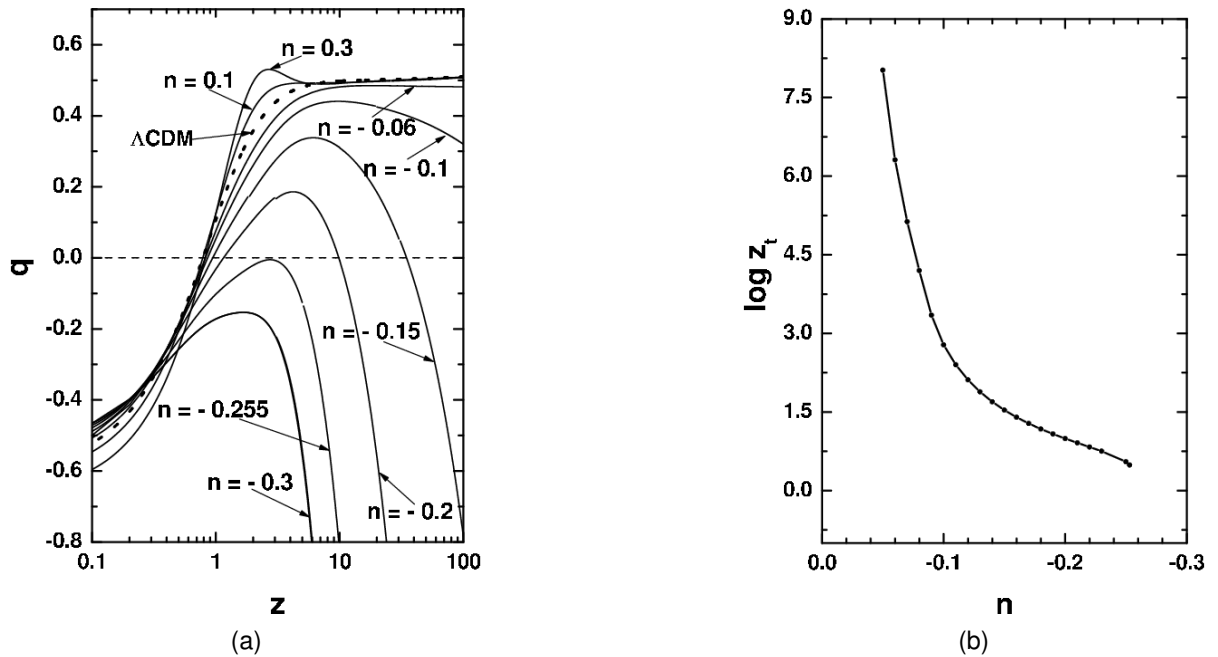 0.6
0.4
0.2
0.0
-0.2
-0.4
-0.6
-0.8
q
0.1
1
10
100
z
n = 0.3
n = 0.1
ΛCDM
n = - 0.06
n = - 0.1
n = - 0.15
n = - 0.255
n = - 0.3
n = - 0.2
(a)
9.0
7.5
6.0
4.5
3.0
1.5
0.0
log z_t
0.0
-0.1
-0.2
-0.3
n
(b)